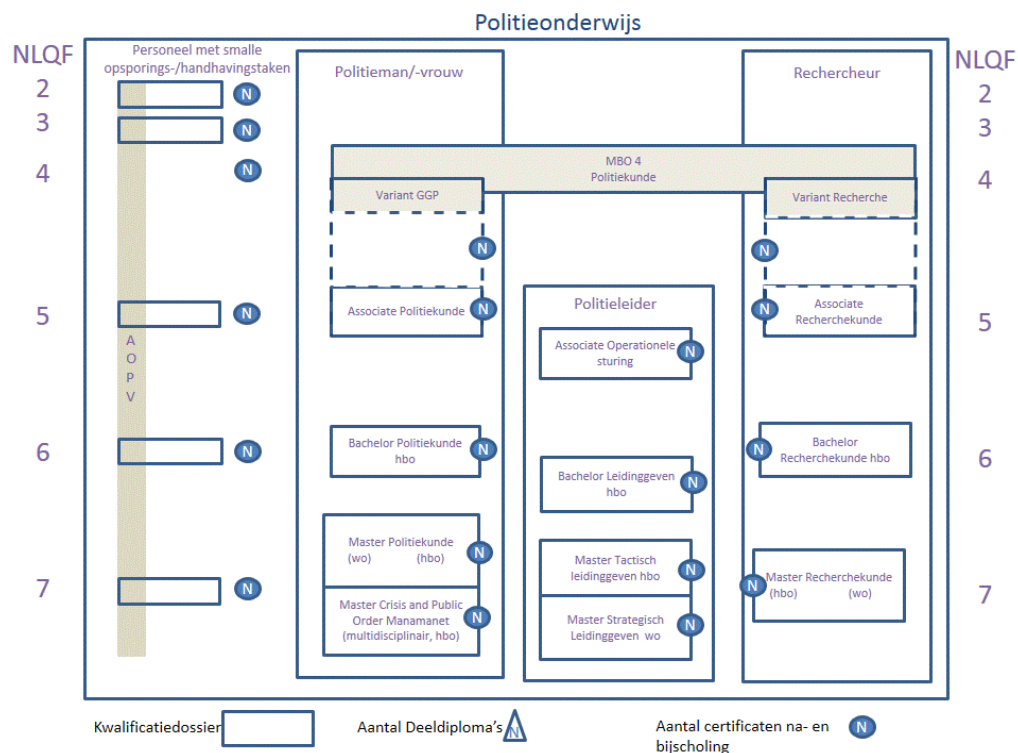 Politieonderwijs
NLQF
2
3
4
5
6
7
Personeel met smalle
opsporings-/handhavingstaken
N
N
N
N
N
N
A
O
P
V
Politieman/-vrouw
MBO 4
Politiekunde
Variant GGP
N
Associate Politiekunde
N
Bachelor Politiekunde
hbo
N
Master Politiekunde
(wo) (hbo)
N
Master Crisis and Public
Order Manamanet
(multidisciplinair, hbo)
N
Politieleider
Associate Operationele
sturing
N
Bachelor Leidinggeven
hbo
N
Master Tactisch
leidinggeven hbo
N
Master Strategisch
Leidinggeven wo
N
Rechercheur
Variant Recherche
N
Associate
Recherchekunde
N
Bachelor
Recherchekunde hbo
N
Master Recherchekunde
(hbo) (wo)
N
NLQF
2
3
4
5
6
7
Kwalificatiedossier
Aantal Deeldiploma's
N
Aantal certificaten na- en
bijscholing
N